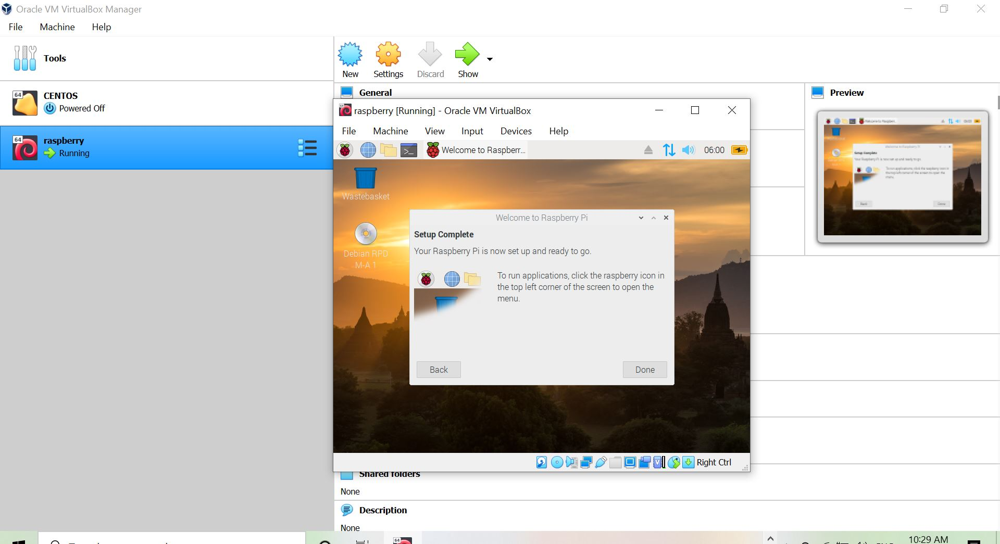 Oracle VM VirtualBox Manager
File Machine Help
Tools
CENTOS
Powered Off
raspberry
Running
New Settings Discard Show
General
Preview
raspberry [Running] - Oracle VM VirtualBox
File Machine View Input Devices Help
Welcome to Raspberr... 06:00
Wastebasket
Debian RPD
M-A 1
Welcome to Raspberry Pi
Setup Complete
Your Raspberry Pi is now set up and ready to go.
To run applications, click the raspberry icon in
the top left corner of the screen to open the
menu.
Back Done
Right Ctrl
Shared folders
None
Description
None
10:29 AM